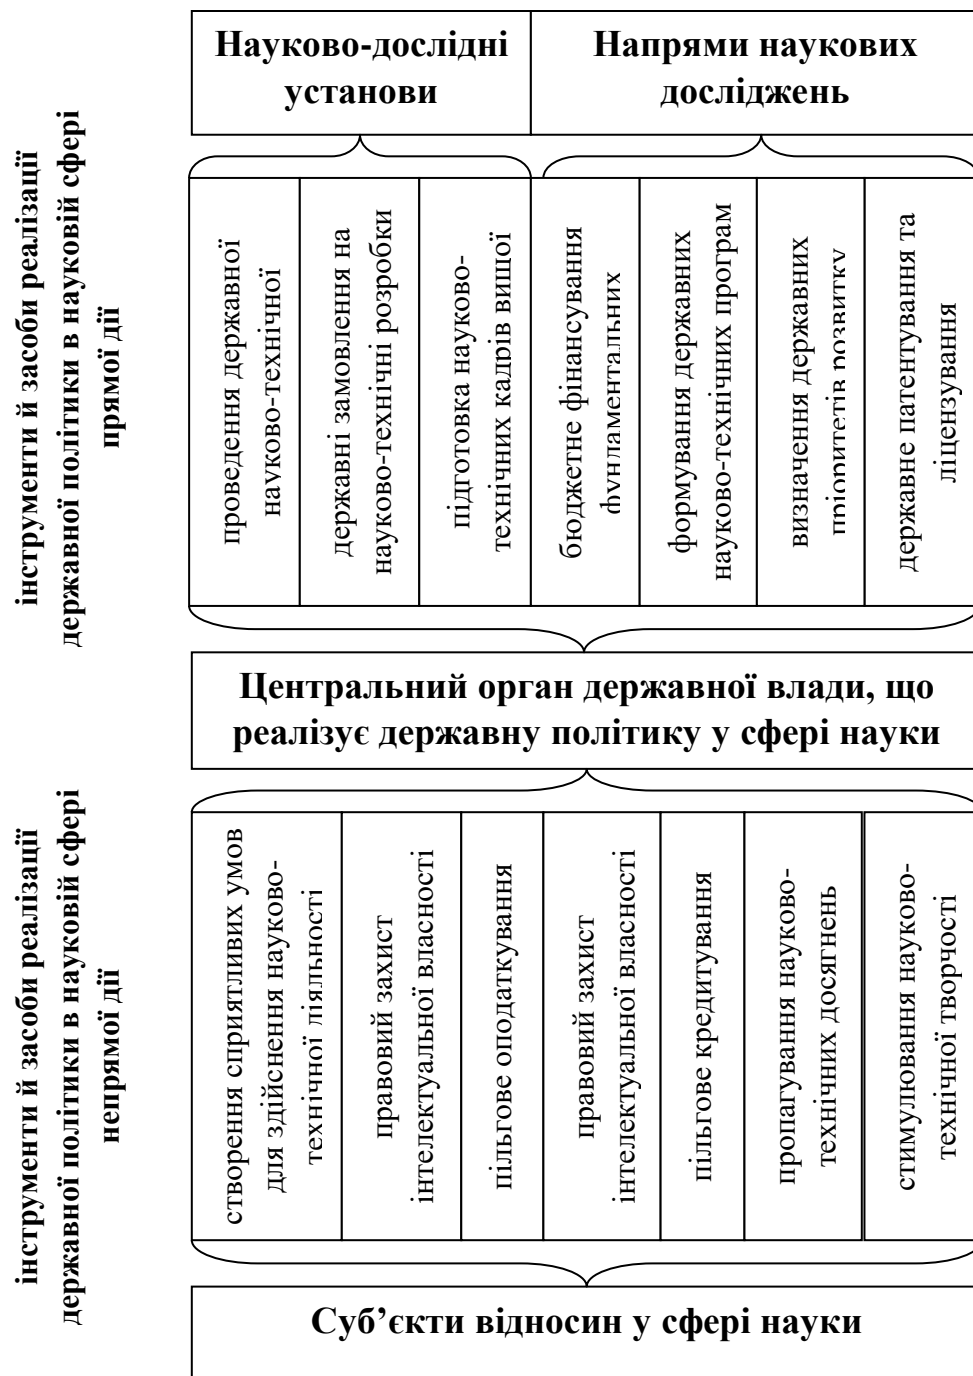 Науково-дослідні
установи
Напрями наукових
досліджень
інструменти й засоби реалізації
державної політики в науковій сфері
прямої дії
проведення державної
науково-технічної
державні замовлення на
науково-технічні розробки
підготовка науково-
технічних кадрів вищої
бюджетне фінансування
фундаментальних
формування державних
науково-технічних програм
визначення державних
пріоритетів розвитку
державне патентування та
ліцензування
Центральний орган державної влади, що
реалізує державну політику у сфері науки
інструменти й засоби реалізації
державної політики в науковій сфері
непрямої дії
створення сприятливих умов
для здійснення науково-
технічної діяльності
правовий захист
інтелектуальної власності
пільгове оподаткування
правовий захист
інтелектуальної власності
пільгове кредитування
пропагування науково-
технічних досягнень
стимулювання науково-
технічної творчості
Суб’єкти відносин у сфері науки